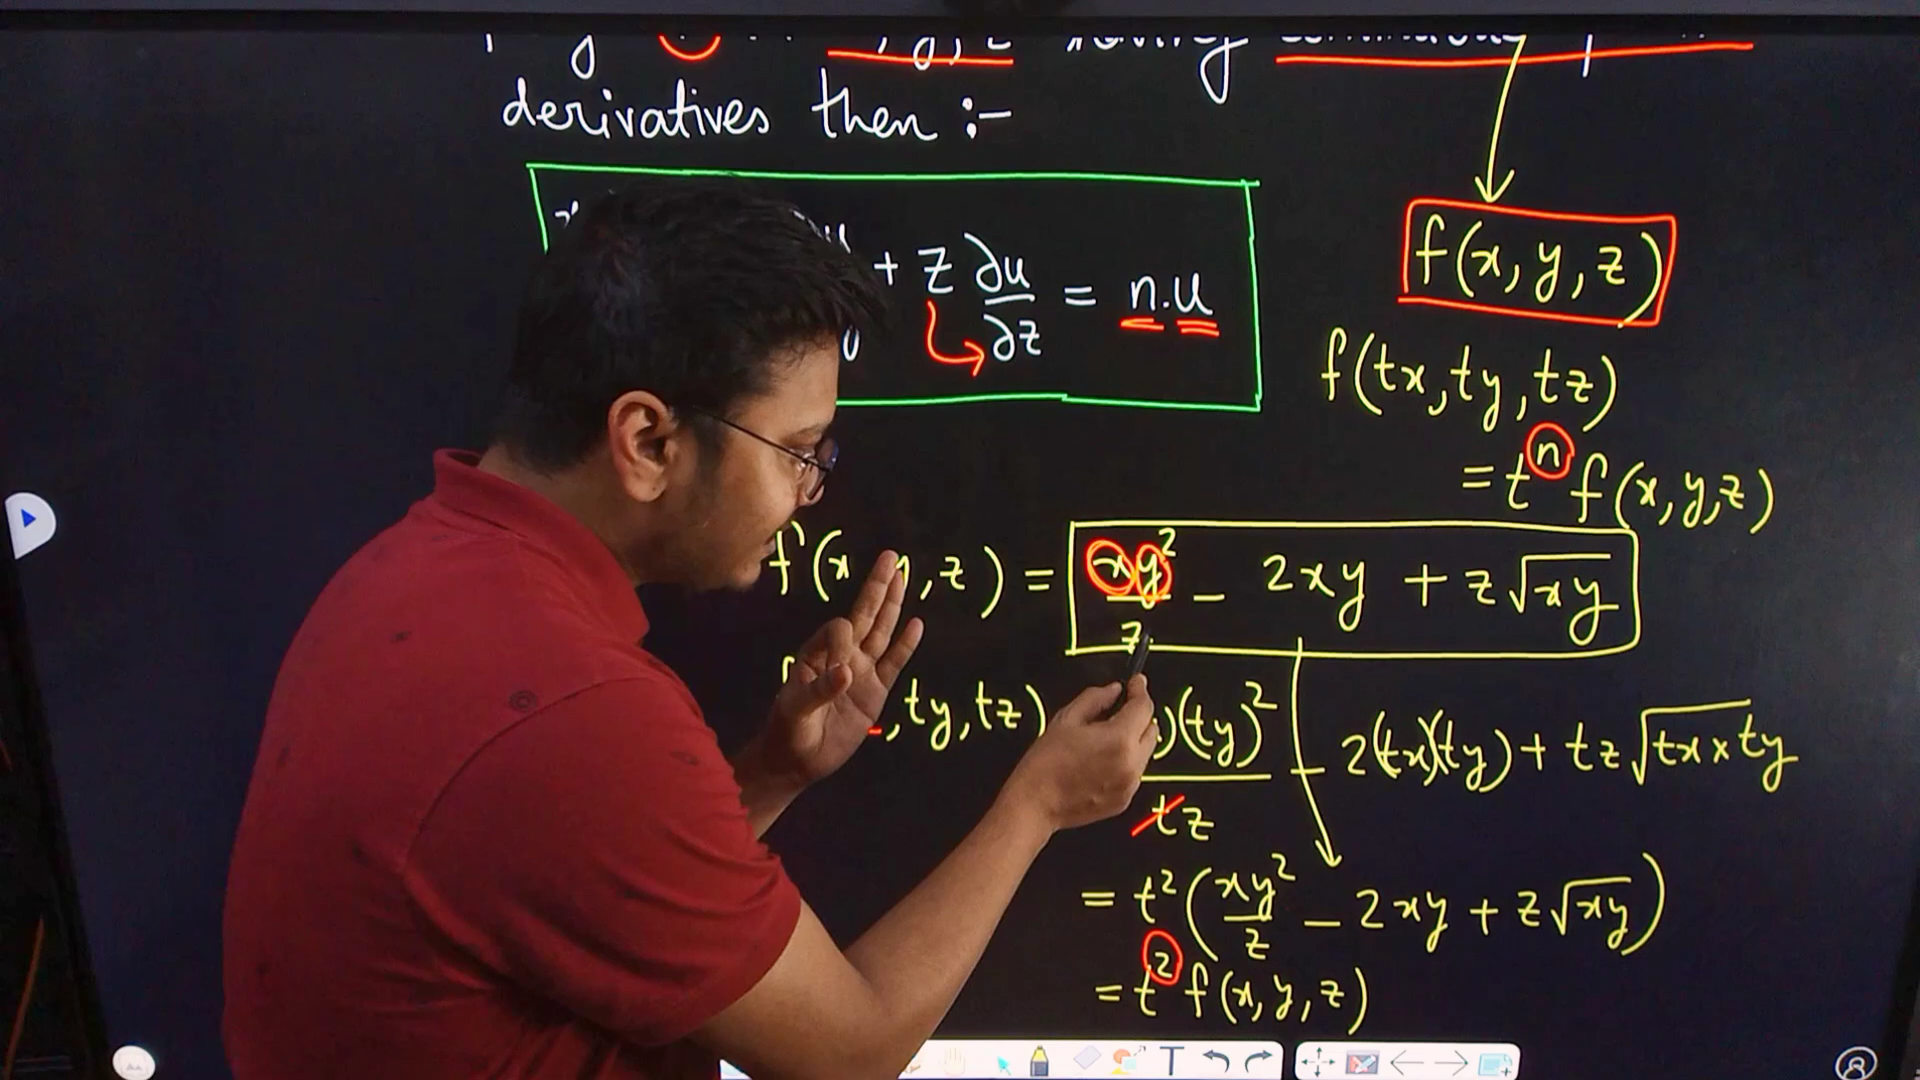 derivatives then :-
+ z ∂u/∂z = n.u
f(x, y, z)
f(tx, ty, tz)
= tⁿ f(x, y, z)
f(x y, z) = xy²/z - 2xy + z√xy
, ty, tz) )(ty)²/tz - 2(tx)(ty) + tz√tx×ty
= t² (xy²/z - 2xy + z√xy)
= t² f(x, y, z)
T